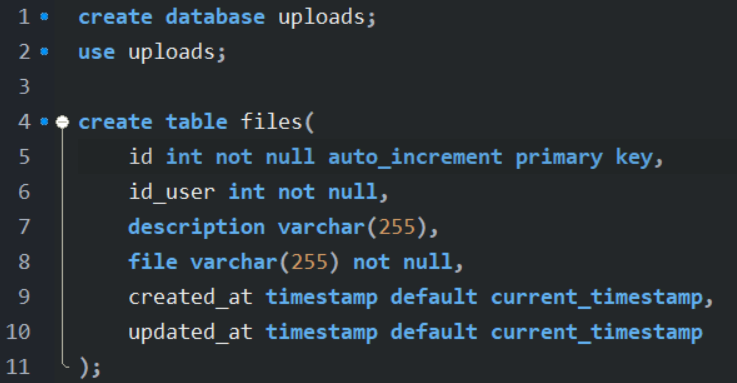 1 create database uploads;
2 use uploads;
3
4 create table files(
5 id int not null auto_increment primary key,
6 id_user int not null,
7 description varchar(255),
8 file varchar(255) not null,
9 created_at timestamp default current_timestamp,
10 updated_at timestamp default current_timestamp
11 );